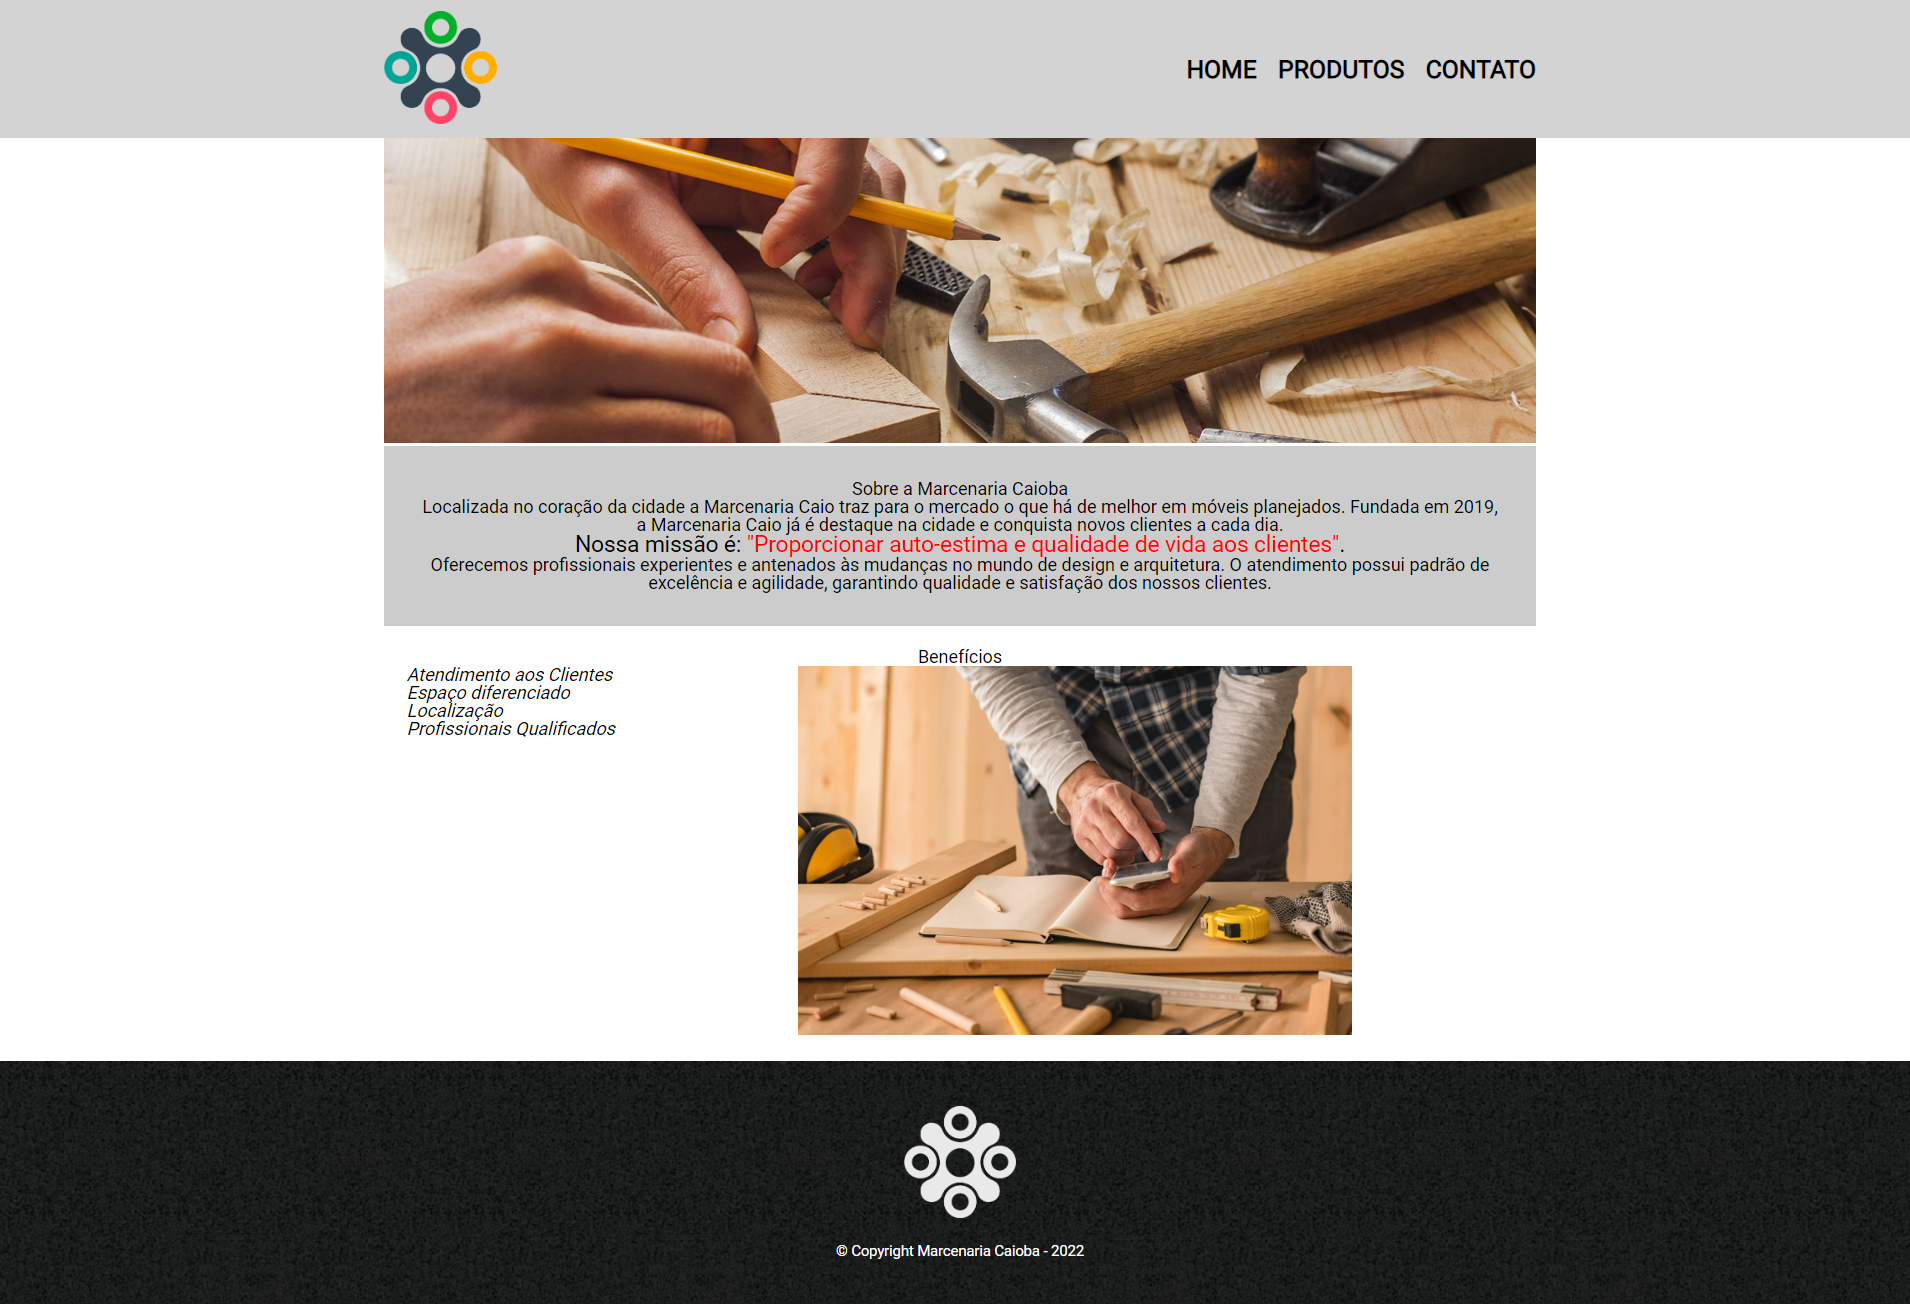 HOME PRODUTOS CONTATO
Sobre a Marcenaria Caioba
Localizada no coração da cidade a Marcenaria Caio traz para o mercado o que há de melhor em móveis planejados. Fundada em 2019,
a Marcenaria Caio já é destaque na cidade e conquista novos clientes a cada dia.
Nossa missão é: "Proporcionar auto-estima e qualidade de vida aos clientes".
Oferecemos profissionais experientes e antenados às mudanças no mundo de design e arquitetura. O atendimento possui padrão de
excelência e agilidade, garantindo qualidade e satisfação dos nossos clientes.
Benefícios
Atendimento aos Clientes
Espaço diferenciado
Localização
Profissionais Qualificados
© Copyright Marcenaria Caioba - 2022